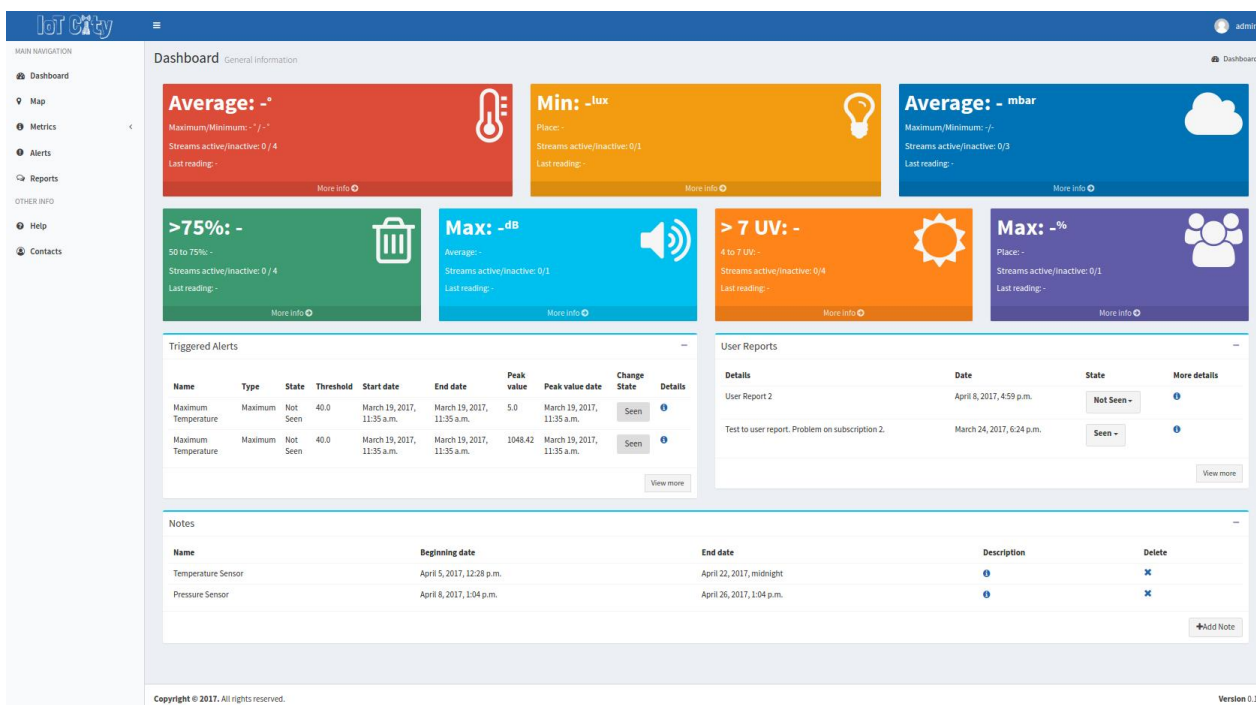 IoT City
admin
MAIN NAVIGATION
Dashboard
Map
Metrics <
Alerts
Reports
OTHER INFO
Help
Contacts
Dashboard General information
Dashboard
Average: -°
Maximum/Minimum: -°/-°
Streams active/inactive: 0 / 4
Last reading: -
More info
Min: -lux
Place: -
Streams active/inactive: 0/1
Last reading: -
More info
Average: - mbar
Maximum/Minimum: -/-
Streams active/inactive: 0/3
Last reading: -
More info
>75%: -
50 to 75%: -
Streams active/inactive: 0 / 4
Last reading: -
More info
Max: -dB
Average: -
Streams active/inactive: 0/1
Last reading: -
More info
> 7 UV: -
4 to 7 UV: -
Streams active/inactive: 0/4
Last reading: -
More info
Max: -%
Place: -
Streams active/inactive: 0/1
Last reading: -
More info
Triggered Alerts
Name Type State Threshold Start date End date Peak value Peak value date Change State Details
Maximum Temperature Maximum Not Seen 40.0 March 19, 2017, 11:35 a.m. March 19, 2017, 11:35 a.m. 5.0 March 19, 2017, 11:35 a.m. Seen
Maximum Temperature Maximum Not Seen 40.0 March 19, 2017, 11:35 a.m. March 19, 2017, 11:35 a.m. 1048.42 March 19, 2017, 11:35 a.m. Seen
View more
User Reports
Details Date State More details
User Report 2 April 8, 2017, 4:59 p.m. Not Seen
Test to user report. Problem on subscription 2. March 24, 2017, 6:24 p.m. Seen
View more
Notes
Name Beginning date End date Description Delete
Temperature Sensor April 5, 2017, 12:28 p.m. April 22, 2017, midnight
Pressure Sensor April 8, 2017, 1:04 p.m. April 26, 2017, 1:04 p.m.
+Add Note
Copyright © 2017. All rights reserved.
Version 0.1